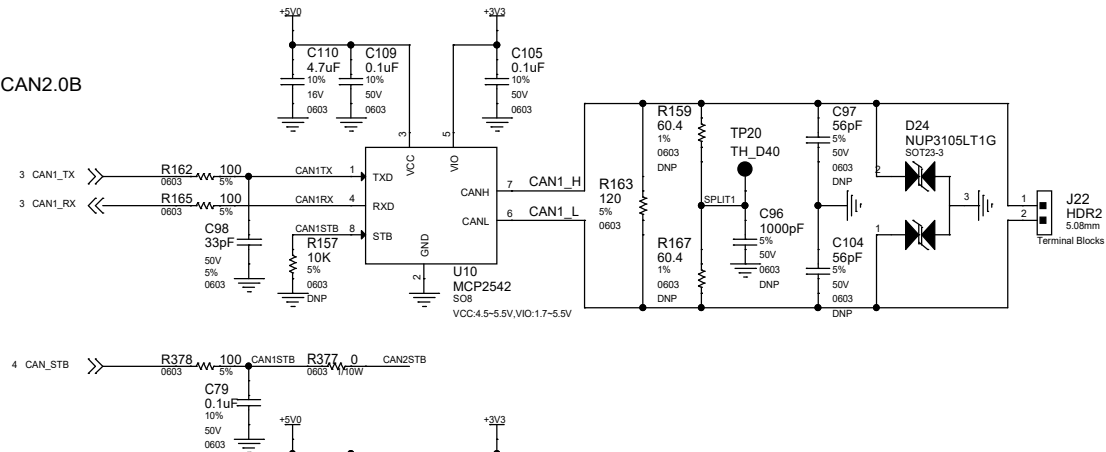 +5V0
+3V3
CAN2.0B
C110
4.7uF
10%
16V
0603
C109
0.1uF
10%
50V
0603
C105
0.1uF
10%
50V
0603
3 CAN1_TX
R162 100
0603 5%
CAN1TX
3 CAN1_RX
R165 100
0603 5%
CAN1RX
C98
33pF
50V
5%
0603
CAN1STB
R157
10K
5%
0603
DNP
3
5
VCC
VIO
1
TXD
4
RXD
8
STB
GND
2
CANH
7
CAN1_H
CANL
6
CAN1_L
U10
MCP2542
SO8
VCC:4.5~5.5V,VIO:1.7~5.5V
R163
120
5%
0603
R159
60.4
1%
0603
DNP
SPLIT1
R167
60.4
1%
0603
DNP
TP20
TH_D40
C96
1000pF
5%
50V
0603
DNP
C97
56pF
5%
50V
0603
DNP
C104
56pF
5%
50V
0603
DNP
D24
NUP3105LT1G
SOT23-3
2
1
3
1
2
J22
HDR2
5.08mm
Terminal Blocks
4 CAN_STB
R378 100
0603 5%
CAN1STB
R377 0
0603 1/10W
CAN2STB
C79
0.1uF
10%
50V
0603
+5V0
+3V3